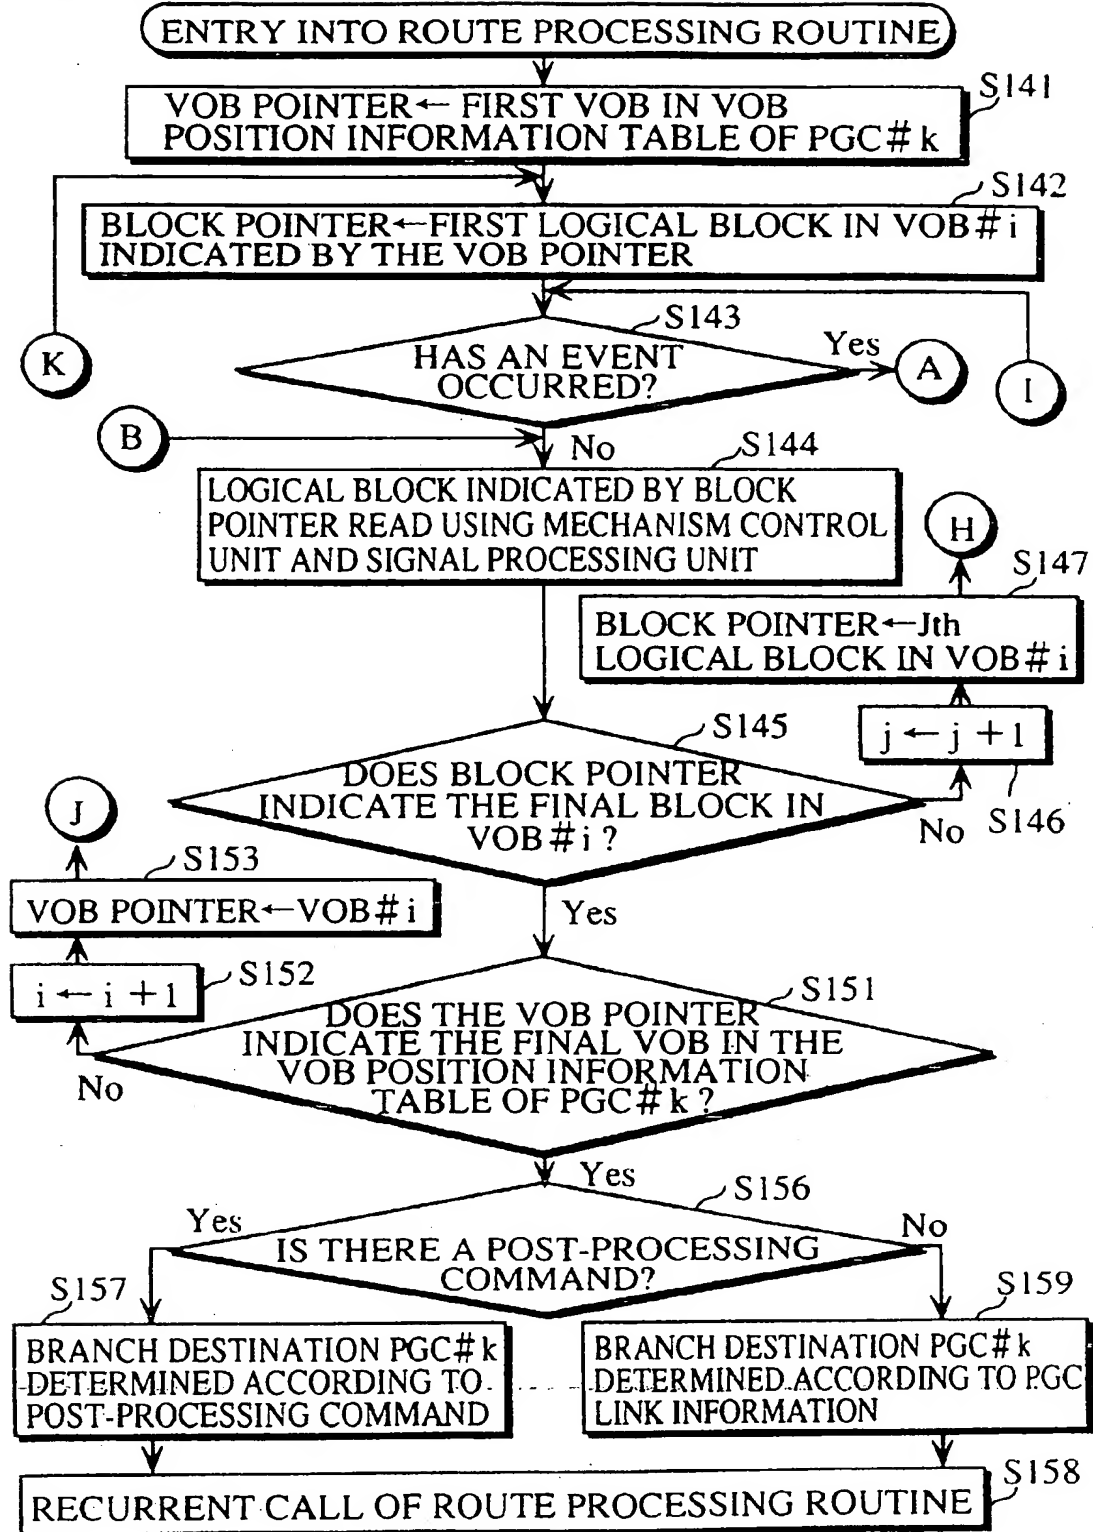 ENTRY INTO ROUTE PROCESSING ROUTINE
S141
VOB POINTER← FIRST VOB IN VOB
POSITION INFORMATION TABLE OF PGC# k
S142
BLOCK POINTER←FIRST LOGICAL BLOCK IN VOB# i
INDICATED BY THE VOB POINTER
S143
K
HAS AN EVENT
OCCURRED?
Yes
A
I
B
No
S144
LOGICAL BLOCK INDICATED BY BLOCK
POINTER READ USING MECHANISM CONTROL
UNIT AND SIGNAL PROCESSING UNIT
H
S147
BLOCK POINTER←Jth
LOGICAL BLOCK IN VOB# i
S145
j ← j +1
S146
DOES BLOCK POINTER
INDICATE THE FINAL BLOCK IN
VOB# i ?
No
J
S153
VOB POINTER←VOB# i
Yes
S152
i ← i +1
S151
DOES THE VOB POINTER
INDICATE THE FINAL VOB IN THE
VOB POSITION INFORMATION
TABLE OF PGC# k ?
No
Yes
S156
Yes
No
IS THERE A POST-PROCESSING
COMMAND?
S157
BRANCH DESTINATION PGC# k
DETERMINED ACCORDING TO
POST-PROCESSING COMMAND
S159
BRANCH DESTINATION PGC# k
DETERMINED ACCORDING TO PGC
LINK INFORMATION
S158
RECURRENT CALL OF ROUTE PROCESSING ROUTINE